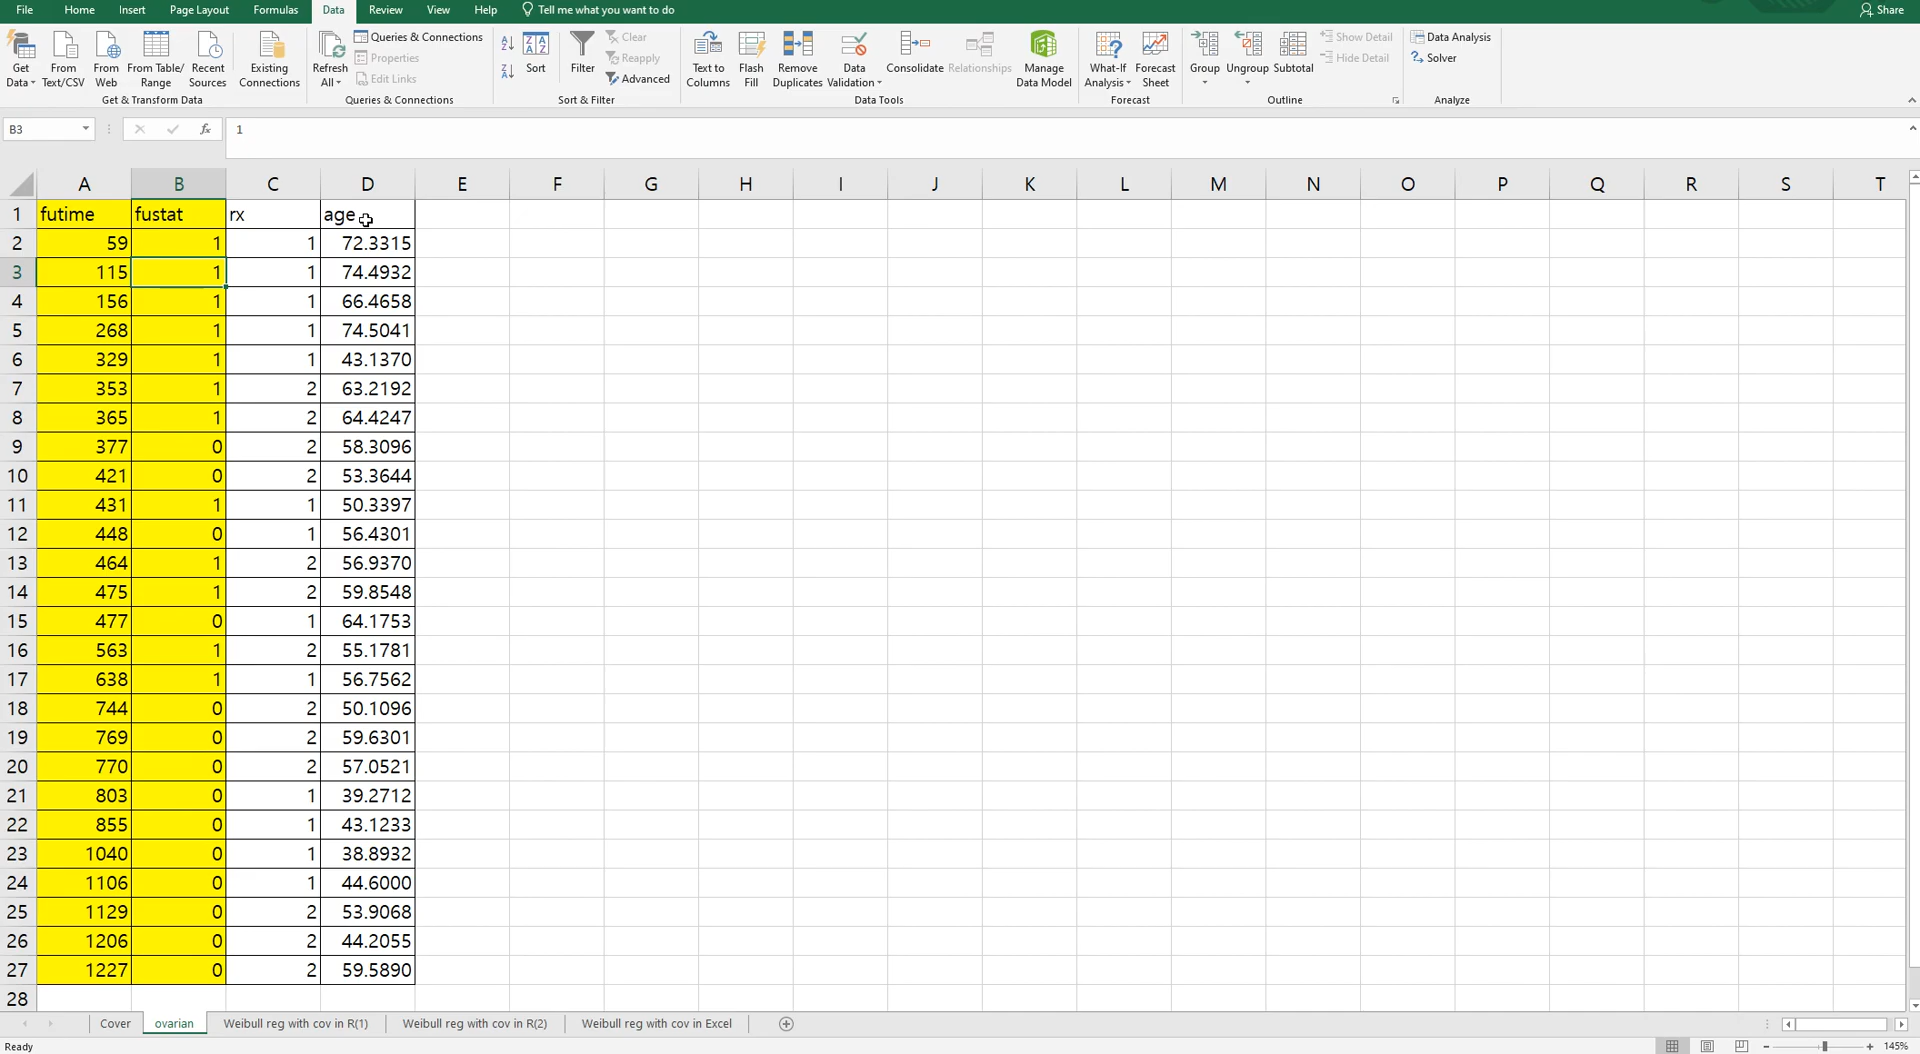 File Home Insert Page Layout Formulas Data Review View Help Tell me what you want to do Share
Get Data From Text/CSV From Web From Table/ Range Recent Sources Existing Connections Refresh All Queries & Connections Properties Edit Links Sort Filter Clear Reapply Advanced Text to Columns Flash Fill Remove Duplicates Data Validation Consolidate Relationships Manage Data Model What-If Analysis Forecast Sheet Group Ungroup Subtotal Show Detail Hide Detail Data Analysis Solver
Get & Transform Data Queries & Connections Sort & Filter Data Tools Forecast Outline Analyze
B3 fx 1
A B C D E F G H I J K L M N O P Q R S T
1 futime fustat rx age
2 59 1 1 72.3315
3 115 1 1 74.4932
4 156 1 1 66.4658
5 268 1 1 74.5041
6 329 1 1 43.1370
7 353 1 2 63.2192
8 365 1 2 64.4247
9 377 0 2 58.3096
10 421 0 2 53.3644
11 431 1 1 50.3397
12 448 0 1 56.4301
13 464 1 2 56.9370
14 475 1 2 59.8548
15 477 0 1 64.1753
16 563 1 2 55.1781
17 638 1 1 56.7562
18 744 0 2 50.1096
19 769 0 2 59.6301
20 770 0 2 57.0521
21 803 0 1 39.2712
22 855 0 1 43.1233
23 1040 0 1 38.8932
24 1106 0 1 44.6000
25 1129 0 2 53.9068
26 1206 0 2 44.2055
27 1227 0 2 59.5890
28
Cover ovarian Weibull reg with cov in R(1) Weibull reg with cov in R(2) Weibull reg with cov in Excel
Ready 145%